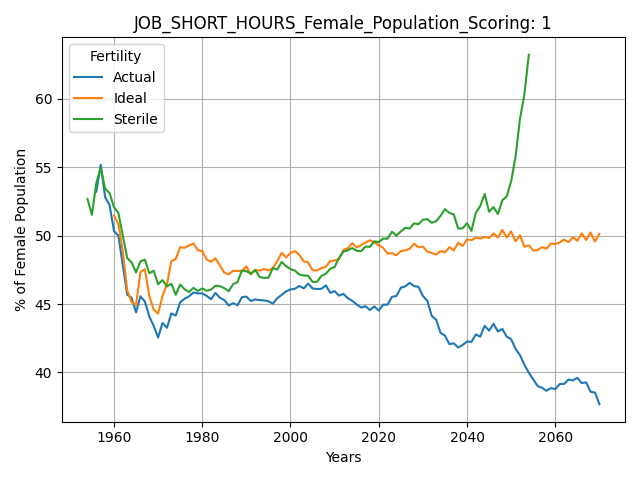 JOB_SHORT_HOURS_Female_Population_Scoring: 1
Fertility
Actual
Ideal
Sterile
% of Female Population
60
55
50
45
40
1960
1980
2000
2020
2040
2060
Years